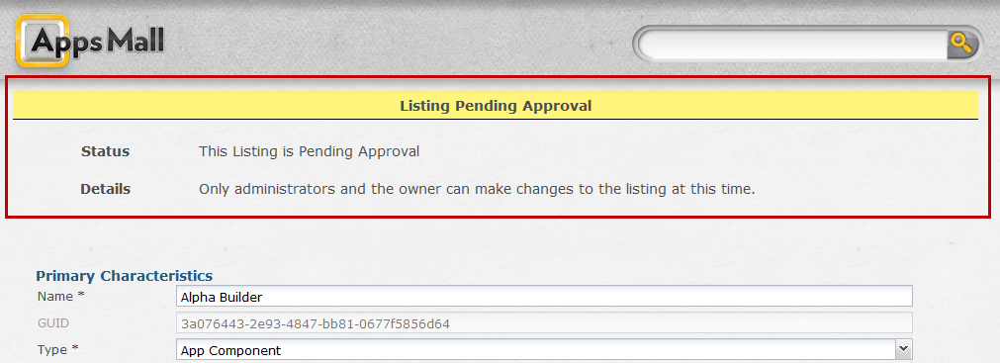 Apps Mall
Listing Pending Approval
Status This Listing is Pending Approval
Details Only administrators and the owner can make changes to the listing at this time.
Primary Characteristics
Name * Alpha Builder
GUID 3a076443-2e93-4847-bb81-0677f5856d64
Type * App Component